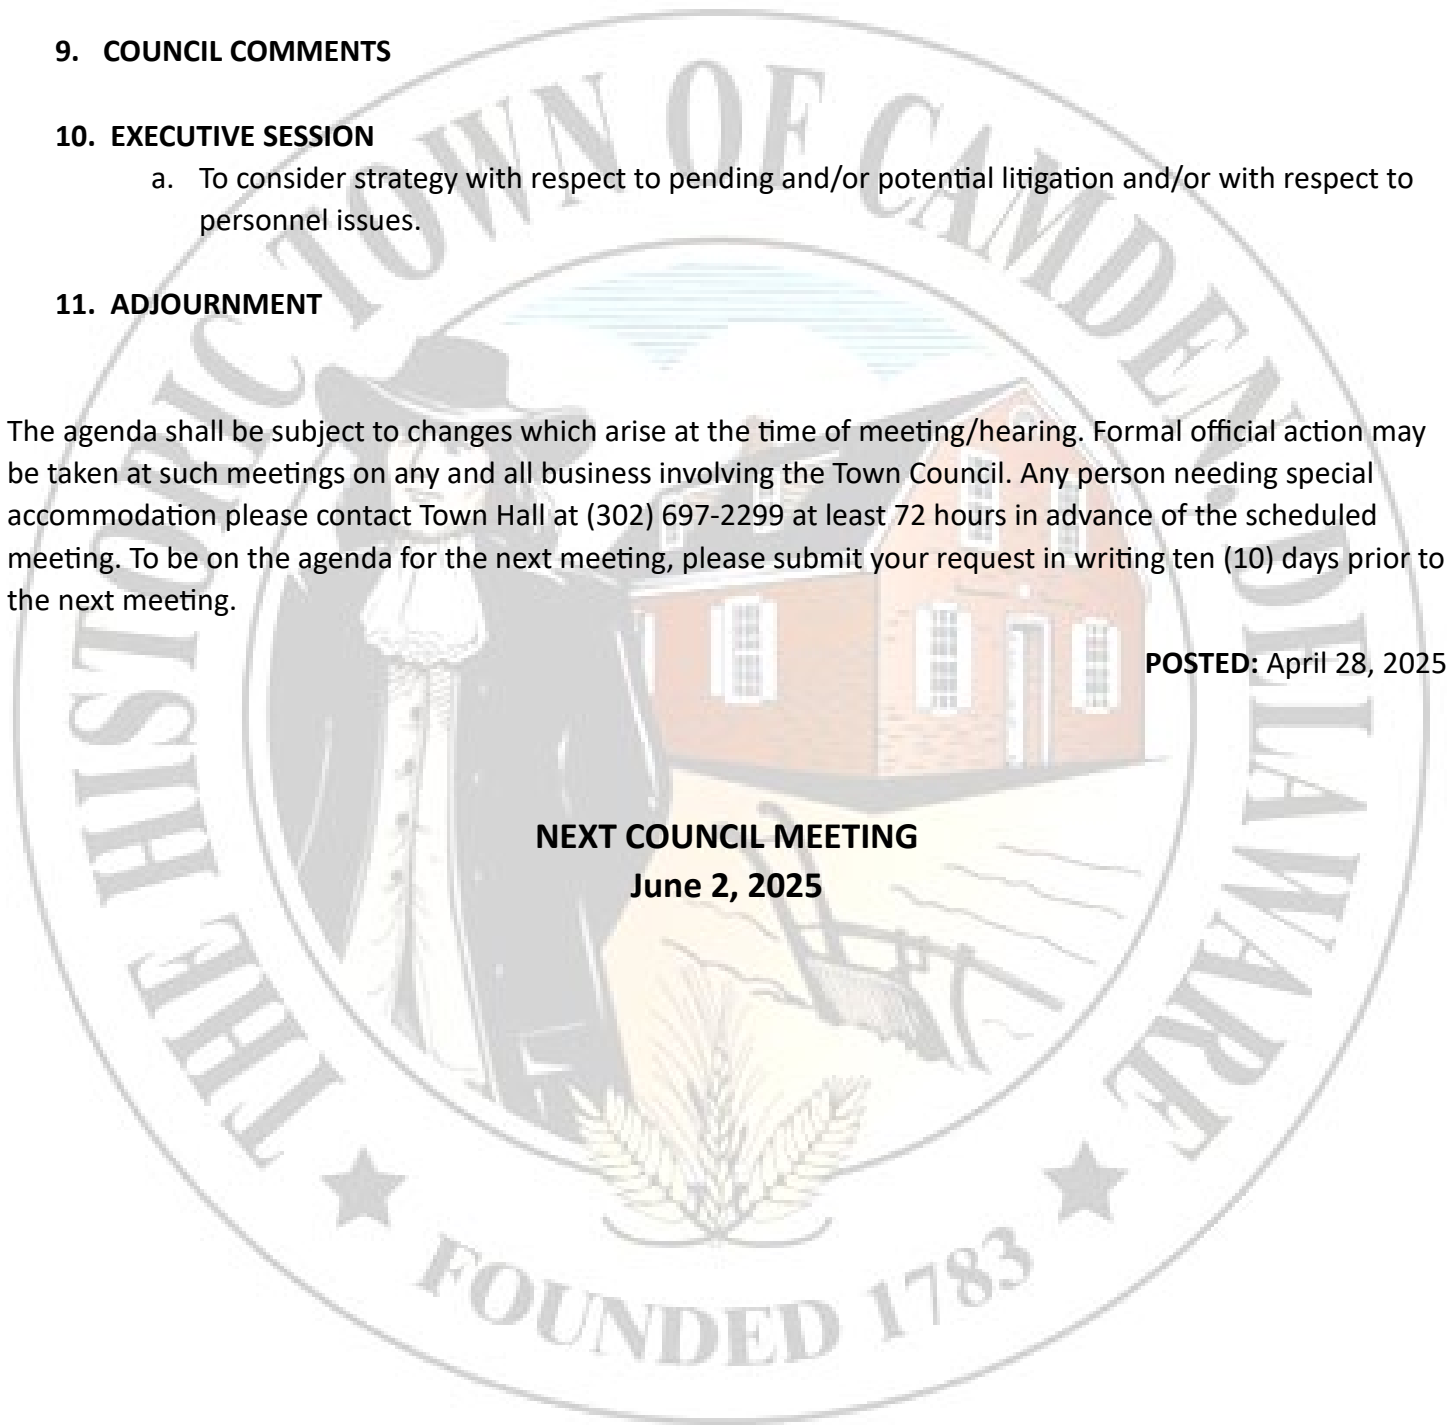 9. COUNCIL COMMENTS
10. EXECUTIVE SESSION
a. To consider strategy with respect to pending and/or potential litigation and/or with respect to
personnel issues.
11. ADJOURNMENT
The agenda shall be subject to changes which arise at the time of meeting/hearing. Formal official action may
be taken at such meetings on any and all business involving the Town Council. Any person needing special
accommodation please contact Town Hall at (302) 697-2299 at least 72 hours in advance of the scheduled
meeting. To be on the agenda for the next meeting, please submit your request in writing ten (10) days prior to
the next meeting.
POSTED: April 28, 2025
NEXT COUNCIL MEETING
June 2, 2025
THE HISTORIC TOWN OF CAMDEN, DELAWARE
FOUNDED 1783